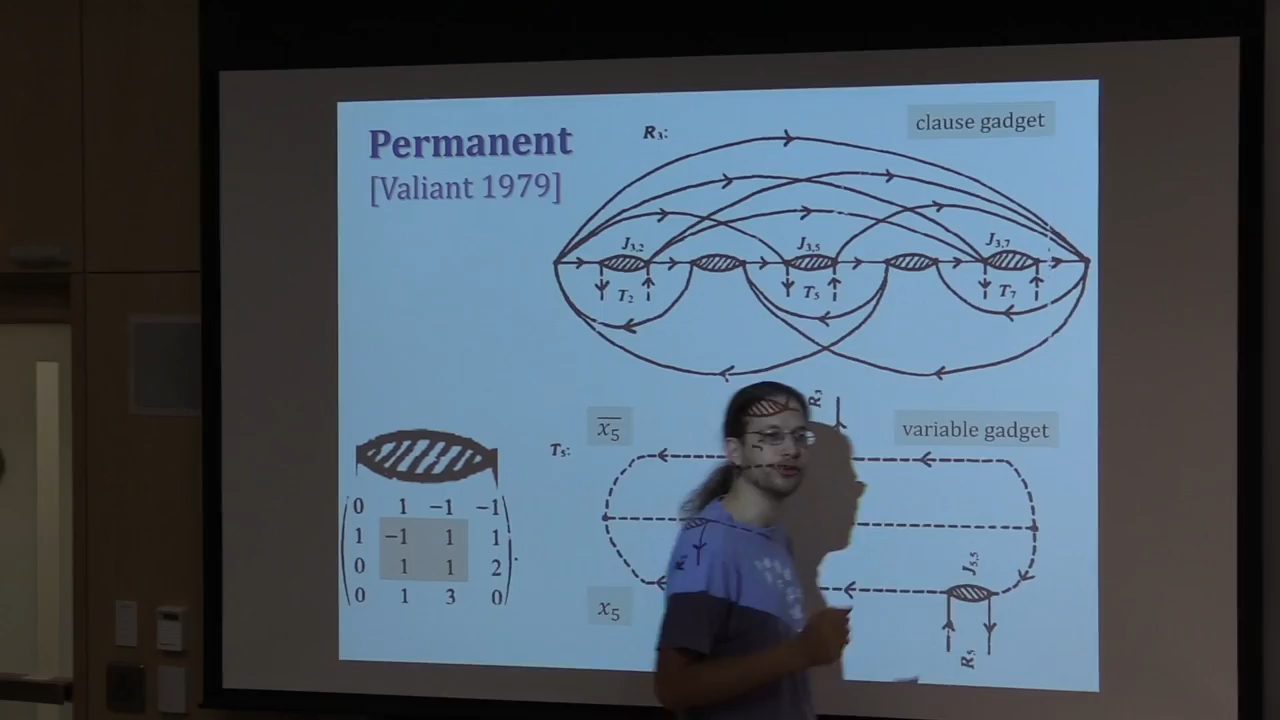 Permanent
[Valiant 1979]
R₃:
clause gadget
J₃,₂
J₃,₅
J₃,₇
T₂
T₅
T₇
R₃
x̅₅
variable gadget
T₅:
0 1 −1 −1
1 −1 1 1
0 1 1 2
0 1 3 0
.
J₅,₅
x₅
R₅